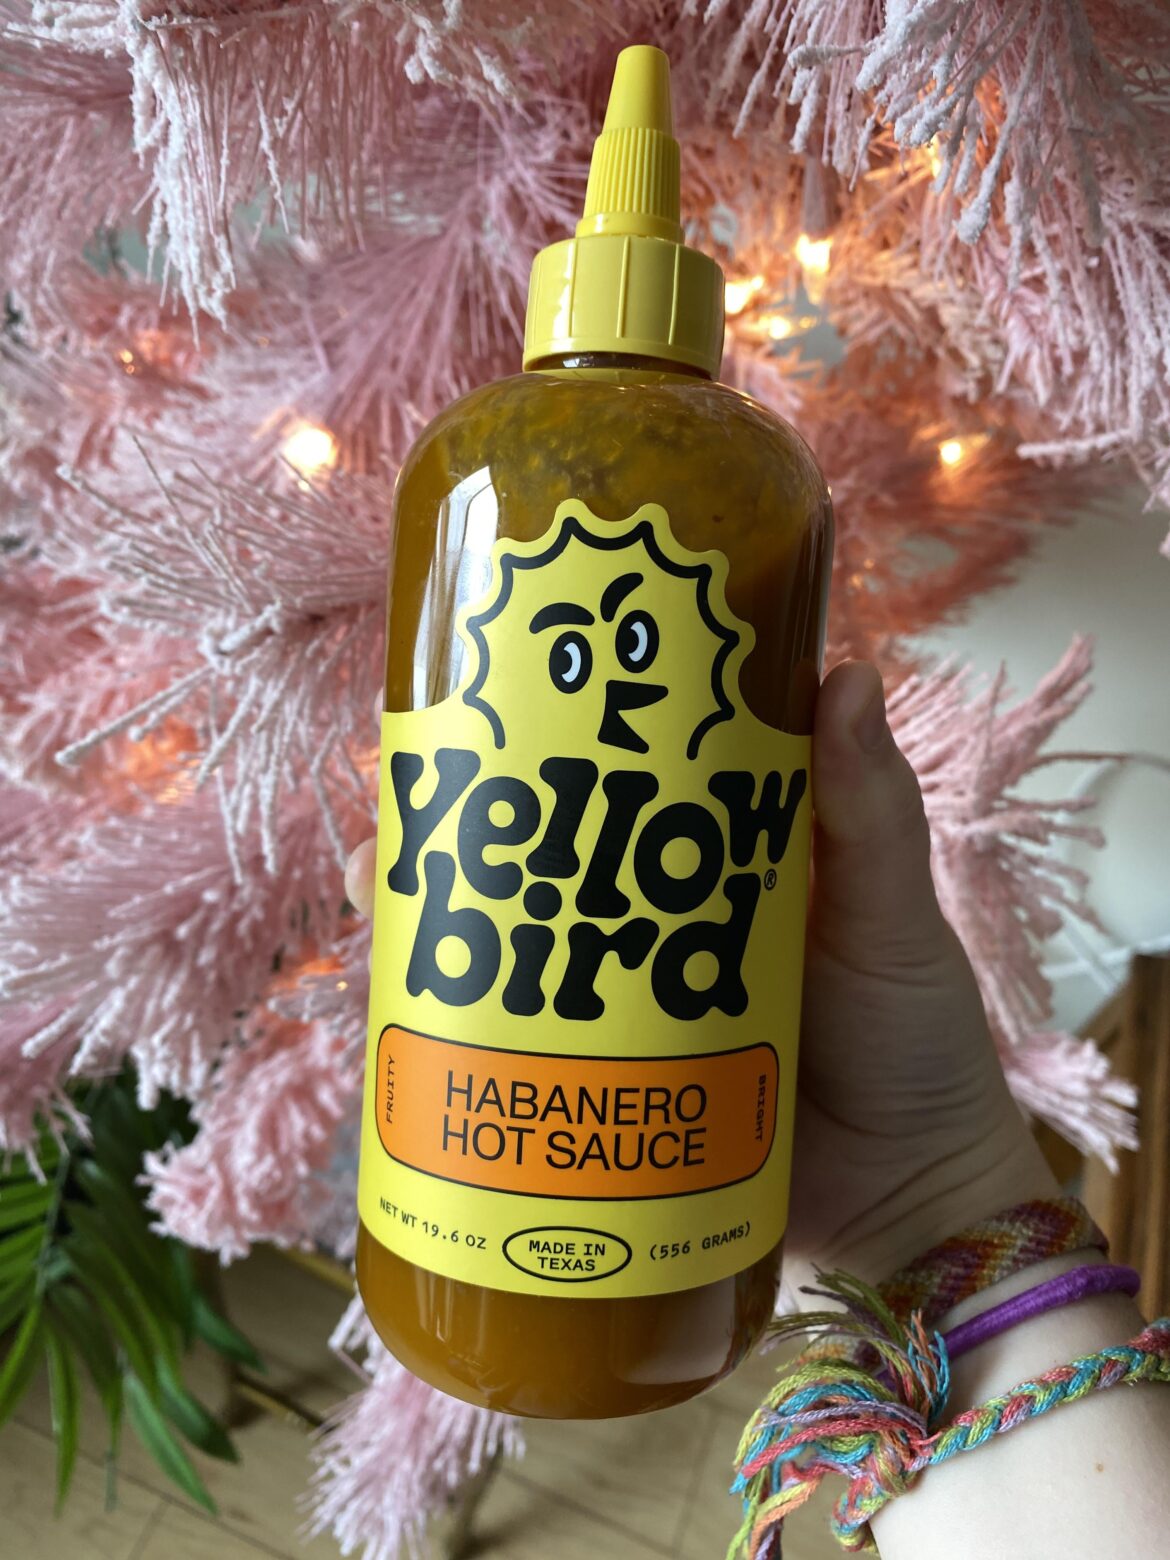 Yellow
bird®
FRUITY
HABANERO
HOT SAUCE
BRIGHT
NET WT 19.6 OZ
MADE IN
TEXAS
(556 GRAMS)